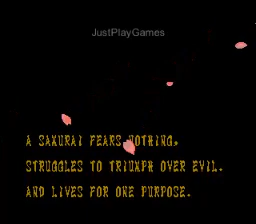 JustPlayGames
A SAMURAI FEARS NOTHING,
STRUGGLES TO TRIUMPH OVER EVIL.
AND LIVES FOR ONE PURPOSE.